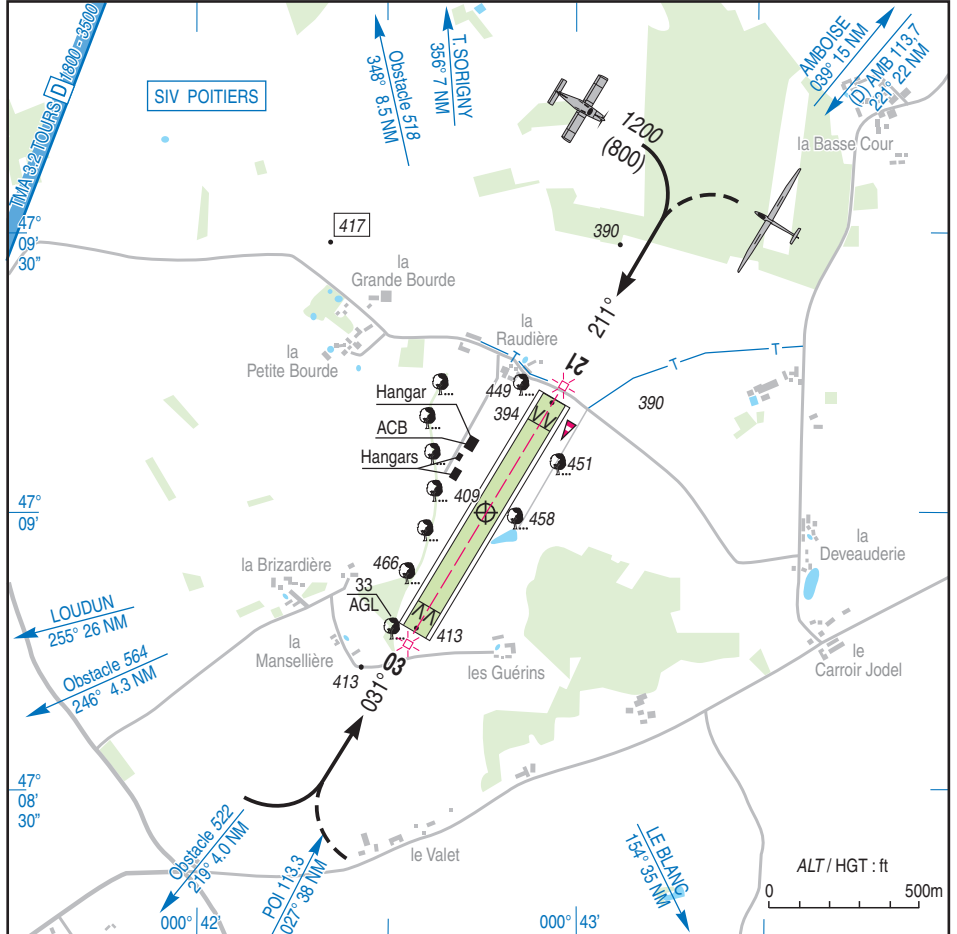 TMA 3.2 TOURS D 1800 - 3500
SIV POITIERS
Obstacle 518
348° 8.5 NM
T. SORIGNY
356° 7 NM
AMBOISE
039° 15 NM
(D) AMB 113,7
221° 22 NM
1200
(800)
la Basse Cour
47°
09'
30"
417
390
la
Grande Bourde
211°
la
Raudière
T
T
T
la
Petite Bourde
21
Hangar
449
394
390
ACB
Hangars
451
409
458
47°
09'
la
Deveauderie
la Brizardière
466
33
AGL
LOUDUN
255° 26 NM
413
la
Mansellière
03
les Guérins
le
Carroir Jodel
Obstacle 564
246° 4.3 NM
413
031°
47°
08'
30"
Obstacle 522
219° 4.0 NM
POI 113.3
027° 38 NM
le Valet
LE BLANC
154° 35 NM
ALT / HGT : ft
0 500m
000° 42'
000° 43'